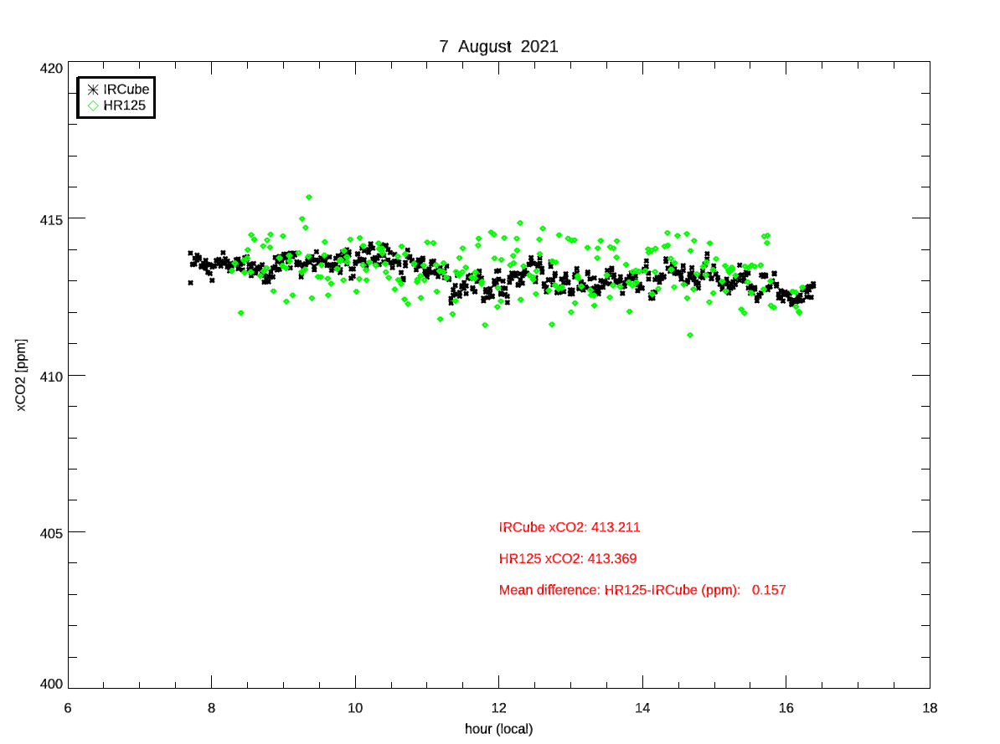 7 August 2021
IRCube
HR125
420
415
410
405
400
xCO2 [ppm]
IRCube xCO2: 413.211
HR125 xCO2: 413.369
Mean difference: HR125-IRCube (ppm): 0.157
6 8 10 12 14 16 18
hour (local)